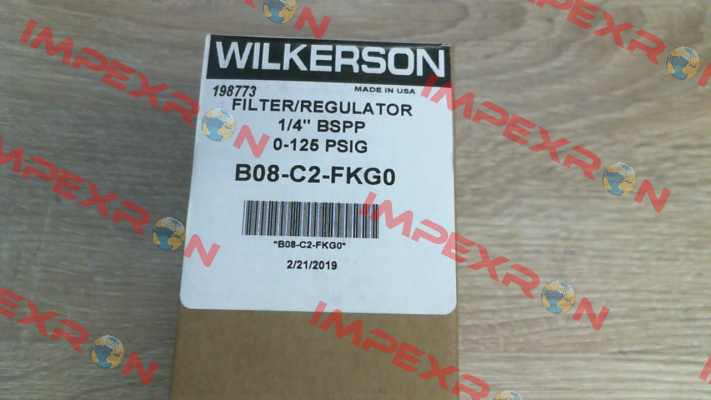 WILKERSON
198773 MADE IN USA
FILTER/REGULATOR
1/4" BSPP
0-125 PSIG
B08-C2-FKG0
*B08-C2-FKG0*
2/21/2019
IMPEXRON
IMPEXRON
IMPEXRON
IMPEXRON
IMPEXRON
IMPEXRON